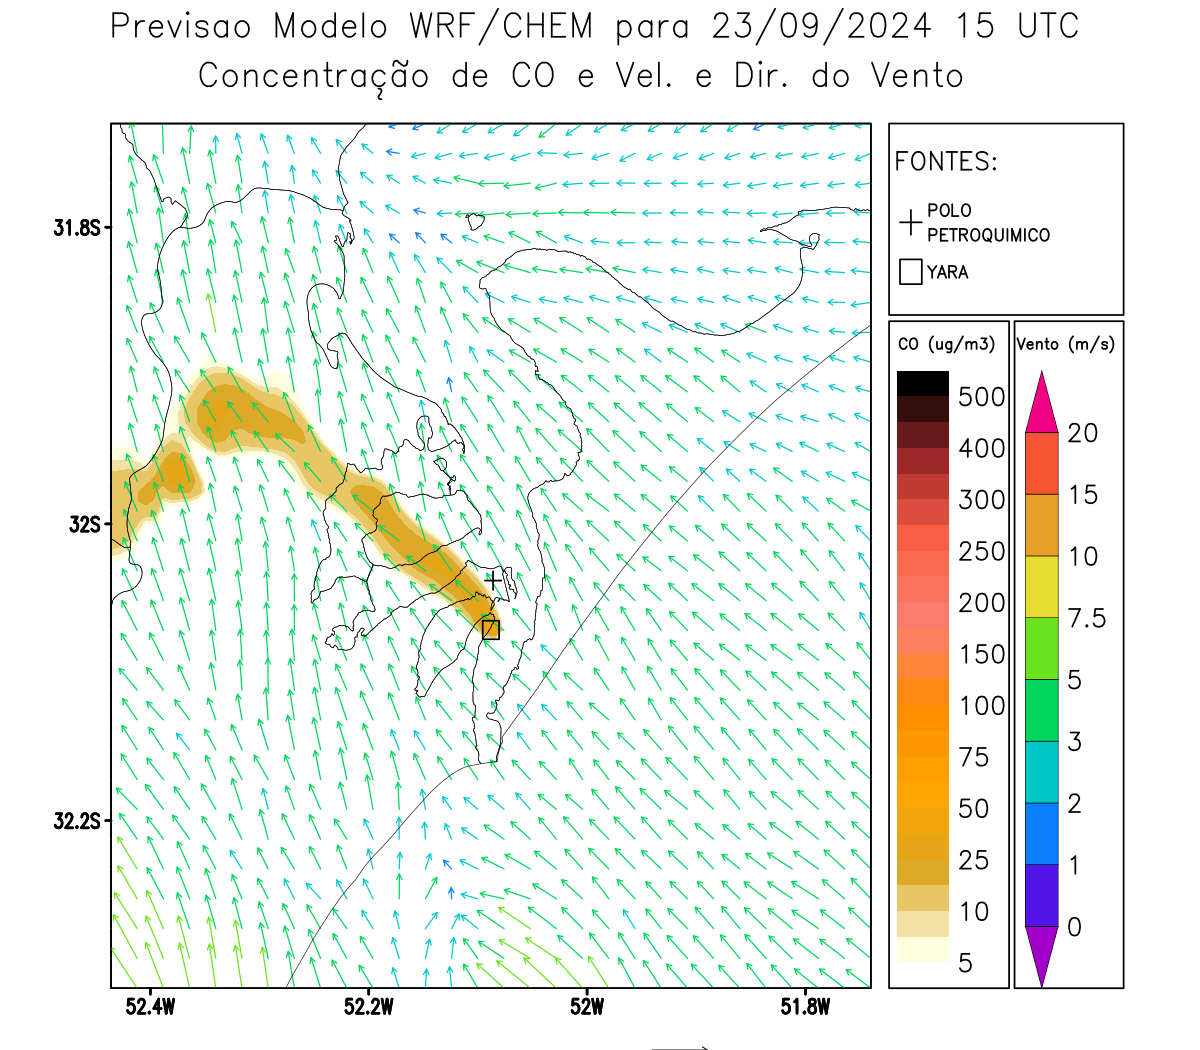 Previsao Modelo WRF/CHEM para 23/09/2024 15 UTC
Concentração de CO e Vel. e Dir. do Vento
FONTES:
POLO
PETROQUIMICO
YARA
CO (ug/m3)
500
400
300
250
200
150
100
75
50
25
10
5
Vento (m/s)
20
15
10
7.5
5
3
2
1
0
31.8S
32S
32.2S
52.4W
52.2W
52W
51.8W